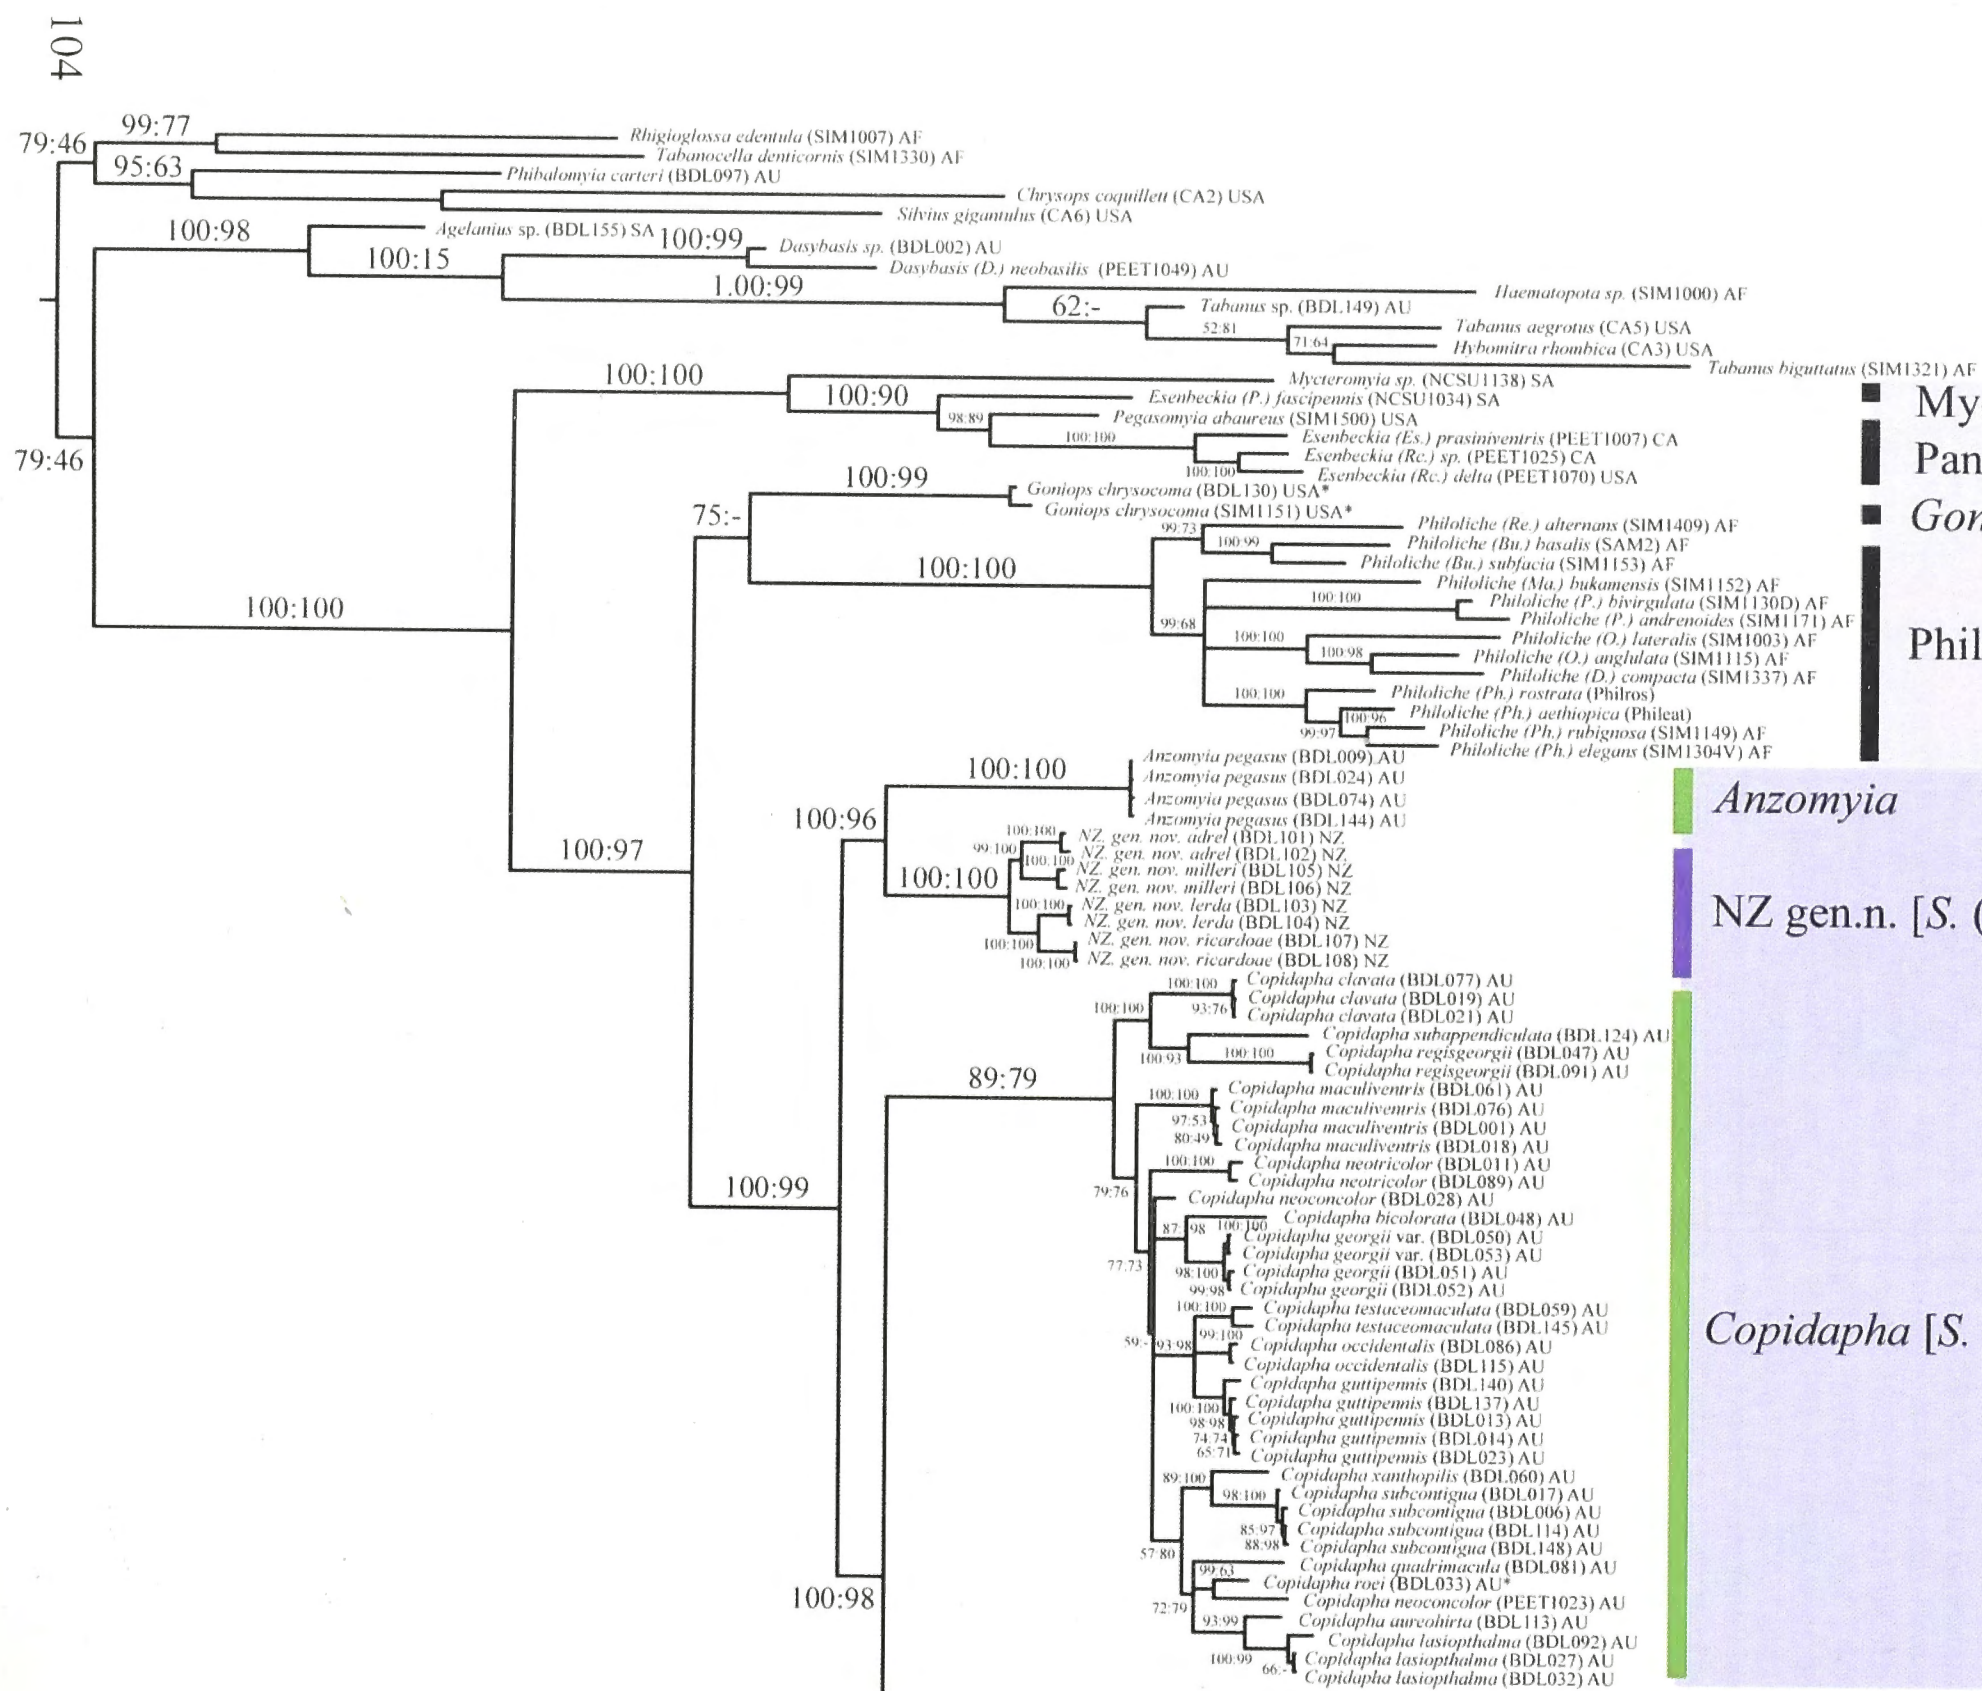 104
99:77
79:46
Rhigioglossa edentula (SIM1007) AF
Tabanocella denticornis (SIM1330) AF
95:63
Phibalomyia carteri (BDL097) AU
Chrysops coquilleti (CA2) USA
Silvius gigantulus (CA6) USA
100:98
Agelanius sp. (BDL155) SA
100:99
Dasybasis sp. (BDL002) AU
100:15
Dasybasis (D.) neobasilis (PEET1049) AU
1.00:99
Haematopota sp. (SIM1000) AF
62:-
Tabanus sp. (BDL149) AU
52:81
Tabanus aegrotus (CA5) USA
71:64
Hybomitra rhombica (CA3) USA
Tabanus biguttatus (SIM1321) AF
100:100
Mycteromyia sp. (NCSU1138) SA
100:90
Esenbeckia (P.) fascipennis (NCSU1034) SA
My
98:89
Pegasomyia abaureus (SIM1500) USA
100:100
Esenbeckia (Es.) prasiniventris (PEET1007) CA
79:46
Esenbeckia (Rc.) sp. (PEET1025) CA
Pan
100:100
Esenbeckia (Rc.) delta (PEET1070) USA
100:99
Goniops chrysocoma (BDL130) USA*
Goniops chrysocoma (SIM1151) USA*
Gon
75:-
99:73
Philoliche (Re.) alternans (SIM1409) AF
100:99
Philoliche (Bu.) basalis (SAM2) AF
Philoliche (Bu.) subfacia (SIM1153) AF
100:100
Philoliche (Ma.) bukamensis (SIM1152) AF
100:100
Philoliche (P.) bivirgulata (SIM1130D) AF
100:100
Philoliche (P.) andrenoides (SIM1171) AF
99:68
100:100
Philoliche (O.) lateralis (SIM1003) AF
Phil
100:98
Philoliche (O.) anglulata (SIM1115) AF
Philoliche (D.) compacta (SIM1337) AF
100:100
Philoliche (Ph.) rostrata (Philros)
100:96
Philoliche (Ph.) aethiopica (Phileat)
99:97
Philoliche (Ph.) rubignosa (SIM1149) AF
Philoliche (Ph.) elegans (SIM1304V) AF
Anzomyia pegasus (BDL009) AU
100:100
Anzomyia pegasus (BDL024) AU
Anzomyia pegasus (BDL074) AU
Anzomyia
100:96
Anzomyia pegasus (BDL144) AU
100:100
NZ. gen. nov. adrel (BDL101) NZ
99:100
NZ. gen. nov. adrel (BDL102) NZ
100:100
NZ. gen. nov. milleri (BDL105) NZ
100:97
100:100
NZ. gen. nov. milleri (BDL106) NZ
100:100
NZ. gen. nov. lerda (BDL103) NZ
NZ gen.n. [S. (
NZ. gen. nov. lerda (BDL104) NZ
100:100
NZ. gen. nov. ricardoae (BDL107) NZ
100:100
NZ. gen. nov. ricardoae (BDL108) NZ
100:100
Copidapha clavata (BDL077) AU
Copidapha clavata (BDL019) AU
100:100
93:76
Copidapha clavata (BDL021) AU
Copidapha subappendiculata (BDL124) AU
100:93
100:100
Copidapha regisgeorgii (BDL047) AU
Copidapha regisgeorgii (BDL091) AU
89:79
Copidapha maculiventris (BDL061) AU
100:100
Copidapha maculiventris (BDL076) AU
97:53
Copidapha maculiventris (BDL001) AU
80:49
Copidapha maculiventris (BDL018) AU
100:100
Copidapha neotricolor (BDL011) AU
Copidapha neotricolor (BDL089) AU
100:99
79:76
Copidapha neoconcolor (BDL028) AU
87:98
100:100
Copidapha bicolorata (BDL048) AU
Copidapha georgii var. (BDL050) AU
Copidapha georgii var. (BDL053) AU
77:73
98:100
Copidapha georgii (BDL051) AU
99:98
Copidapha georgii (BDL052) AU
100:100
Copidapha testaceomaculata (BDL059) AU
Copidapha testaceomaculata (BDL145) AU
59:-
93:98
99:100
Copidapha occidentalis (BDL086) AU
Copidapha [S.
Copidapha occidentalis (BDL115) AU
Copidapha guttipennis (BDL140) AU
100:100
Copidapha guttipennis (BDL137) AU
98:98
Copidapha guttipennis (BDL013) AU
74:74
Copidapha guttipennis (BDL014) AU
65:71
Copidapha guttipennis (BDL023) AU
89:100
Copidapha xanthopilis (BDL060) AU
98:100
Copidapha subcontigua (BDL017) AU
Copidapha subcontigua (BDL006) AU
85:97
Copidapha subcontigua (BDL114) AU
88:98
Copidapha subcontigua (BDL148) AU
57:80
Copidapha quadrimacula (BDL081) AU
99:63
Copidapha roei (BDL033) AU*
100:98
72:79
Copidapha neoconcolor (PEET1023) AU
93:99
Copidapha aureohirta (BDL113) AU
Copidapha lasiopthalma (BDL092) AU
100:99
66:-
Copidapha lasiopthalma (BDL027) AU
Copidapha lasiopthalma (BDL032) AU